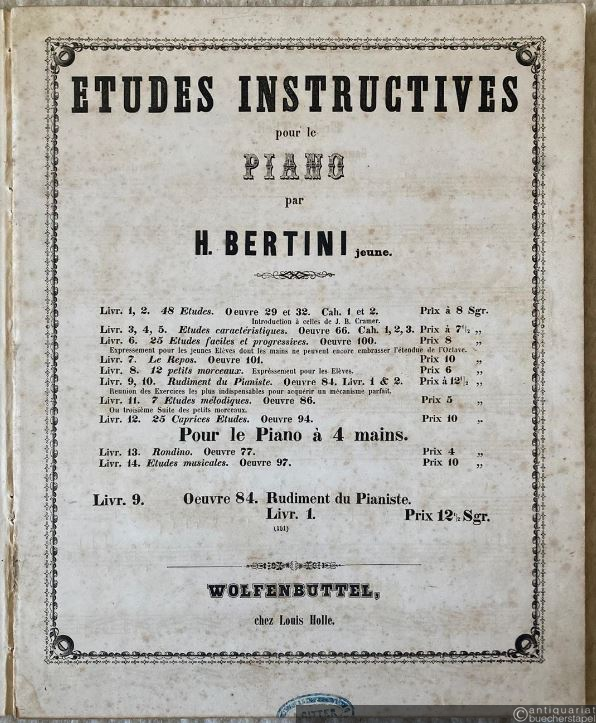 ETUDES INSTRUCTIVES
pour le
PIANO
par
H. BERTINI jeune.
Livr. 1, 2. 48 Etudes. Oeuvre 29 et 32. Cah. 1 et 2. Prix à 8 Sgr.
Introduction à celles de J. B. Cramer.
Livr. 3, 4, 5. Etudes caractéristiques. Oeuvre 66. Cah. 1, 2, 3. Prix à 7½ „
Livr. 6. 25 Etudes faciles et progressives. Oeuvre 100. Prix 8 „
Expressement pour les jeunes Elèves dont les mains ne peuvent encore embrasser l'étendue de l'Octave.
Livr. 7. Le Repos. Oeuvre 101. Prix 10 „
Livr. 8. 12 petits morceaux. Exprèssement pour les Elèves. Prix 6 „
Livr. 9, 10. Rudiment du Pianiste. Oeuvre 84. Livr. 1 & 2. Prix à 12½ „
Reunion des Exercices les plus indispensables pour acquérir un mécanisme parfait.
Livr. 11. 7 Etudes mélodiques. Oeuvre 86. Prix 5 „
Ou troisième Suite des petits morceaux.
Livr. 12. 25 Caprices Etudes. Oeuvre 94. Prix 10 „
Pour le Piano à 4 mains.
Livr. 13. Rondino. Oeuvre 77. Prix 4 „
Livr. 14. Etudes musicales. Oeuvre 97. Prix 10 „
Livr. 9. Oeuvre 84. Rudiment du Pianiste.
Livr. 1. Prix 12½ Sgr.
(151)
WOLFENBÜTTEL,
chez Louis Holle.
©antiquariat
buecherstapel